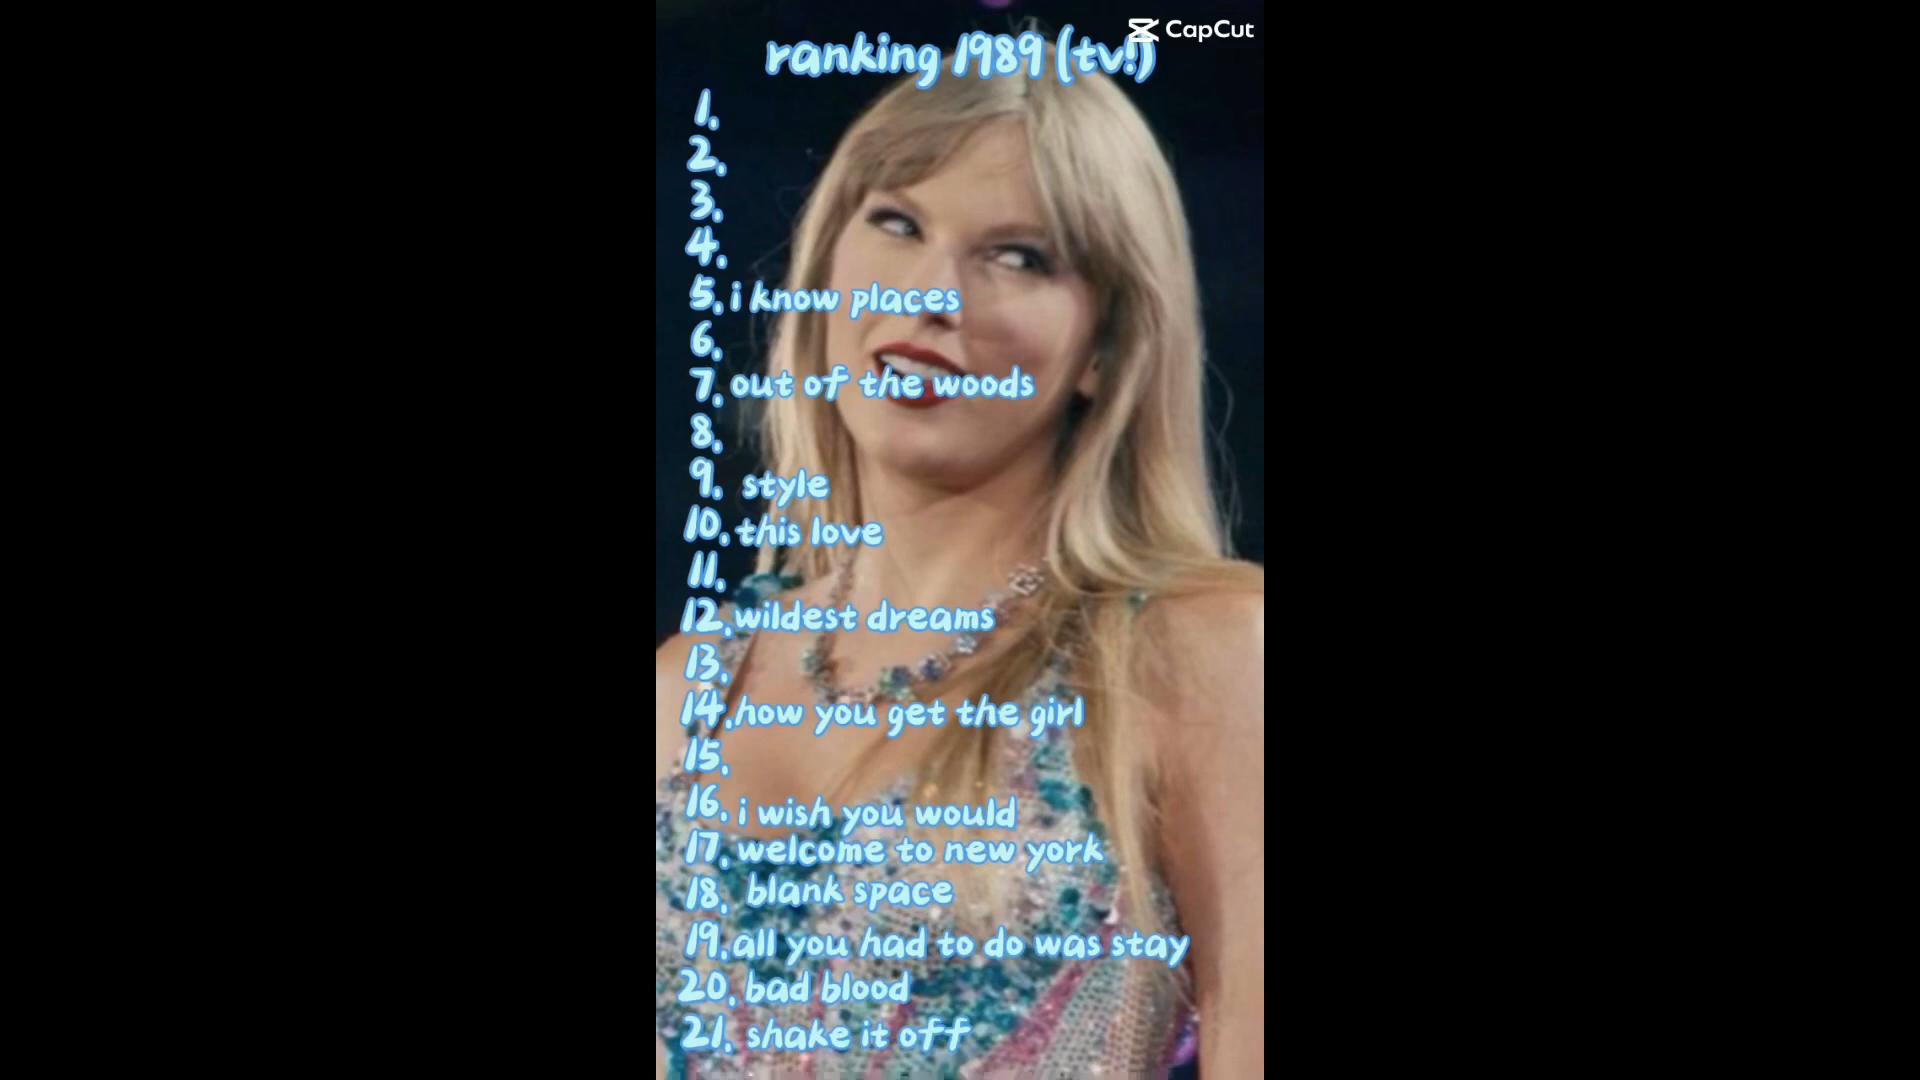 CapCut
ranking 1989 (tv!)
1.
2.
3.
4.
5. i know places
6.
7. out of the woods
8.
9. style
10. this love
11.
12. wildest dreams
13.
14. how you get the girl
15.
16. i wish you would
17. welcome to new york
18. blank space
19. all you had to do was stay
20. bad blood
21. shake it off